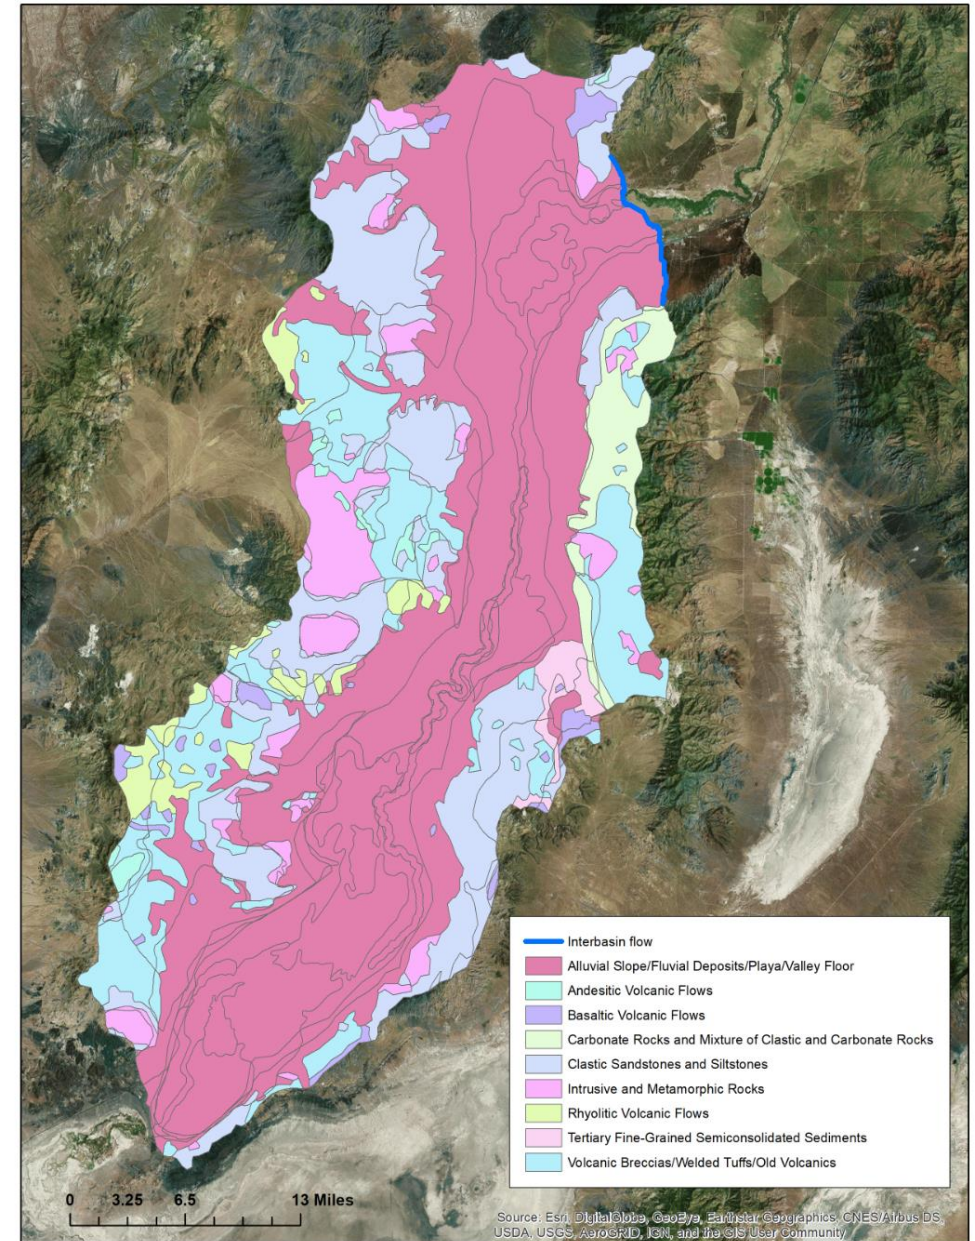 Interbasin flow
Alluvial Slope/Fluvial Deposits/Playa/Valley Floor
Andesitic Volcanic Flows
Basaltic Volcanic Flows
Carbonate Rocks and Mixture of Clastic and Carbonate Rocks
Clastic Sandstones and Siltstones
Intrusive and Metamorphic Rocks
Rhyolitic Volcanic Flows
Tertiary Fine-Grained Semiconsolidated Sediments
Volcanic Breccias/Welded Tuffs/Old Volcanics
0 3.25 6.5 13 Miles
Source: Esri, DigitalGlobe, GeoEye, Earthstar Geographics, CNES/Airbus DS,
USDA, USGS, AeroGRID, IGN, and the GIS User Community